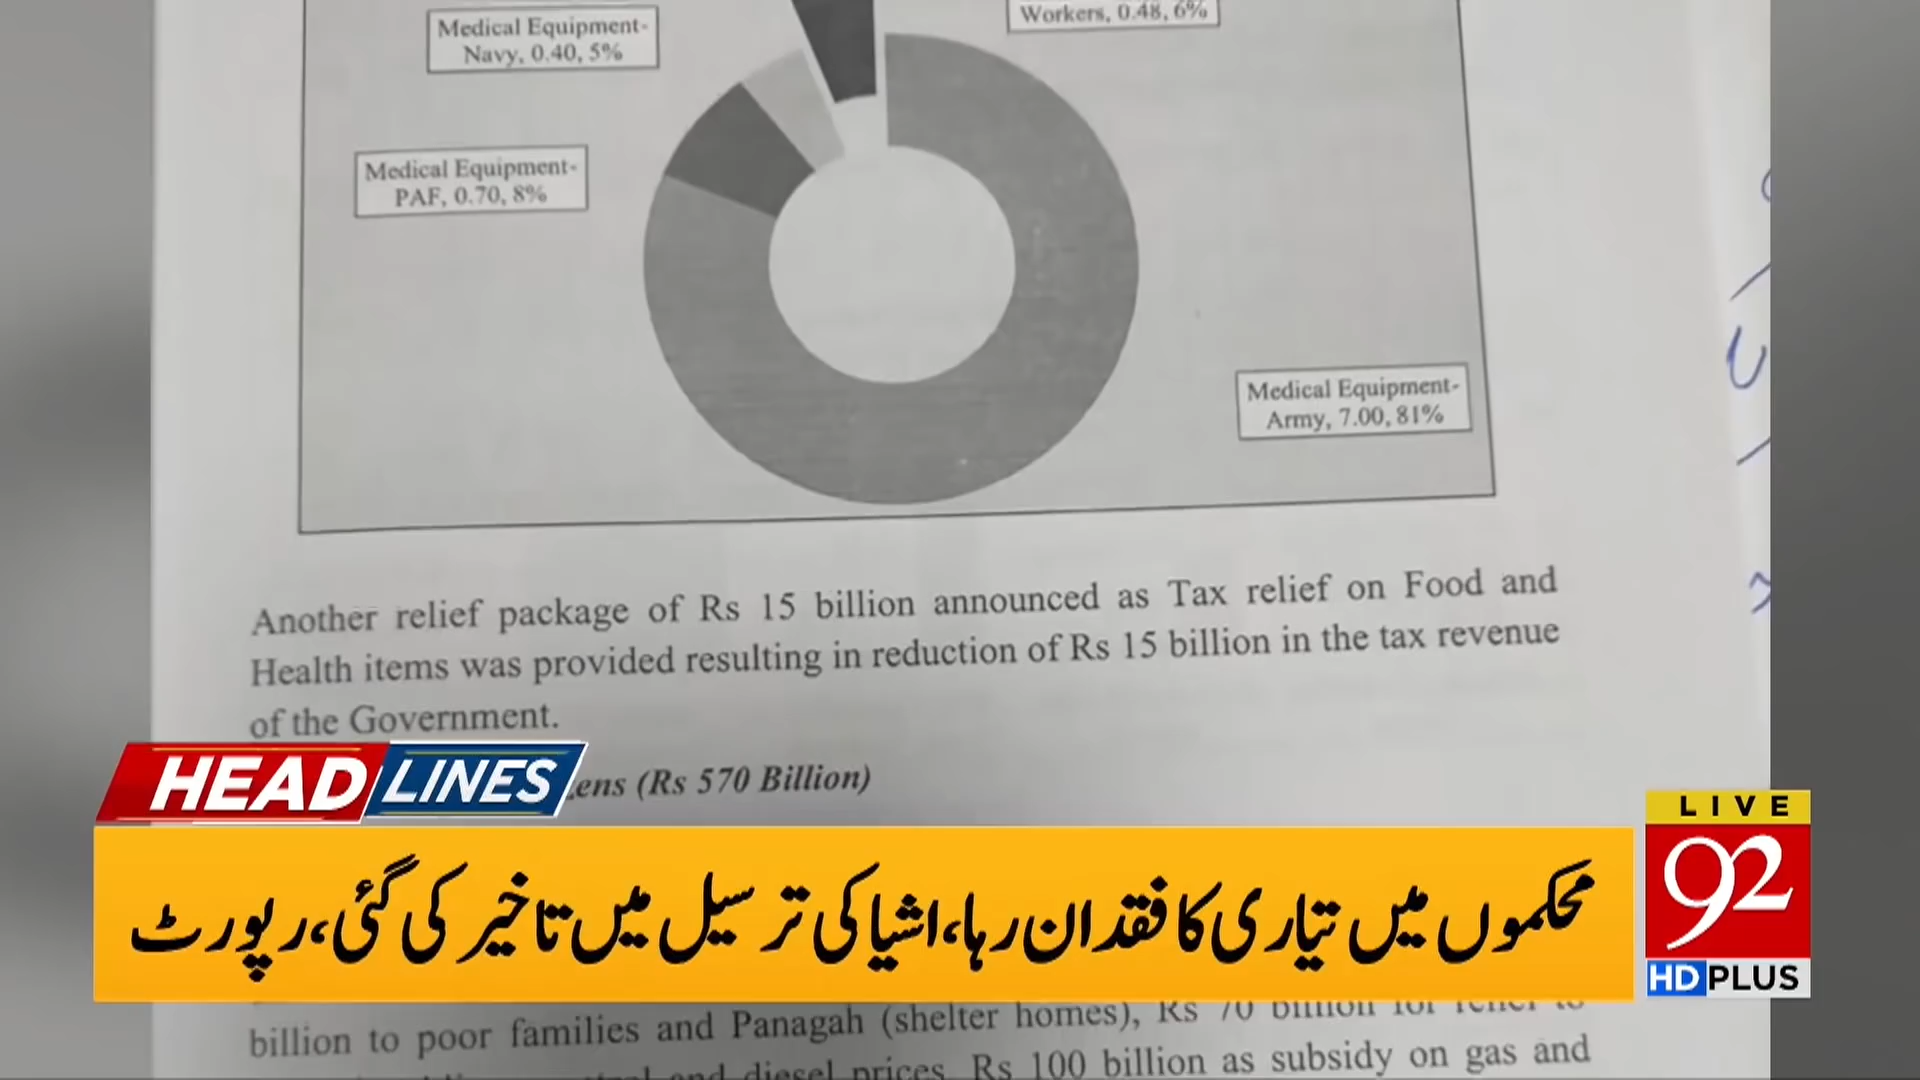 Medical Equipment-
Navy, 0.40, 5%
Workers, 0.48, 6%
Medical Equipment-
PAF, 0.70, 8%
Medical Equipment-
Army, 7.00, 81%
Another relief package of Rs 15 billion announced as Tax relief on Food and
Health items was provided resulting in reduction of Rs 15 billion in the tax revenue
of the Government.
(Rs 570 Billion)
HEADLINES
محکموں میں تیاری کا فقدان رہا، اشیا کی ترسیل میں تاخیر کی گئی، رپورٹ
LIVE
92
HD PLUS
billion to poor families and Panagah (shelter homes), Rs 70 billion for relief to
and diesel prices, Rs 100 billion as subsidy on gas and